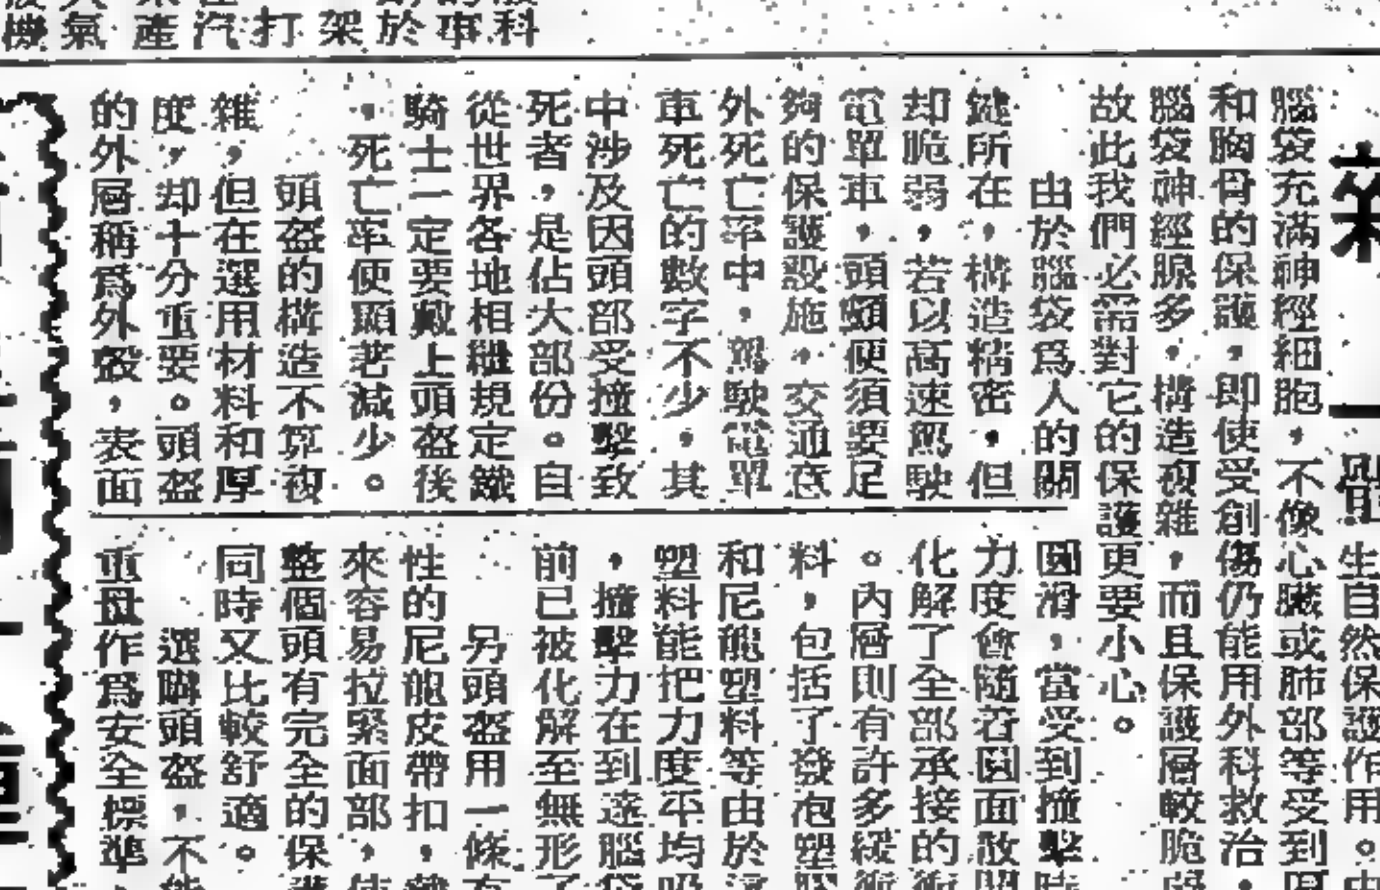 機氣產汽打架於車科
生自然保護作用。
腦袋充滿神經細胞,不像心臟或肺部等受到
和胸骨的保護,即使受創傷仍能用外科救治,
腦袋神經腺多,構造複雜,而且保護層較脆弱
故此我們必需對它的保護更要小心。
由於腦袋爲人的關
鍵所在,構造精密,但
却脆弱,若以高速駕駛
電單車,頭顱便須要足
夠的保護設施,交通意
外死亡率中,駕駛電單
車死亡的數字不少,其
中涉及因頭部受撞擊致
死者,是佔大部份。自
從世界各地相繼規定鐵
騎士一定要戴上頭盔後
,死亡率便顯著減少。
頭盔的構造不算複
雜,但在選用材料和厚
度,却十分重要。頭盔
的外層稱爲外殼,表面
圓滑,當受到撞擊時
力度會隨着圓面散開
化解了全部承接的衝
。內層則有許多緩衝
料,包括了發泡塑膠
和尼龍塑料等由於
塑料能把力度平均吸
,撞擊力在到達腦袋
前已被化解至無形了
另頭盔用一條有
性的尼龍皮帶扣,
來容易拉緊面部,使
整個頭有完全的保護
同時又比較舒適。
選購頭盔,不能
重量作爲安全標準,